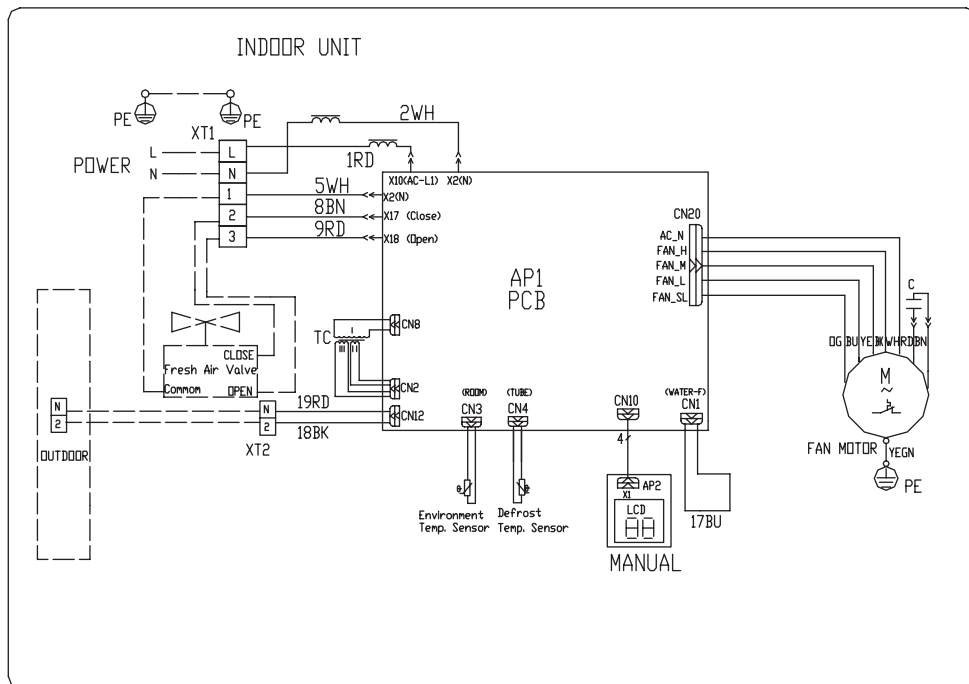 INDOOR UNIT
PE
PE
XT1
2WH
L
L
1RD
POWER
N
N
X10(AC-L1)
X2(N)
1
5WH
X2(N)
2
8BN
X17 (Close)
3
9RD
X18 (Open)
CN20
AC_N
FAN_H
FAN_M
FAN_L
FAN_SL
AP1
PCB
C
TC
I
III
II
CN8
CN2
CN12
OG BU YE BK WH RD BN
M
~
FAN MOTOR
YEGN
PE
CLOSE
Fresh Air Valve
Commom
OPEN
N
2
OUTDOOR
N
2
XT2
19RD
18BK
(ROOM)
CN3
(TUBE)
CN4
CN10
(WATER-F)
CN1
4
Environment
Temp. Sensor
Defrost
Temp. Sensor
AP2
X1
LCD
88
MANUAL
17BU